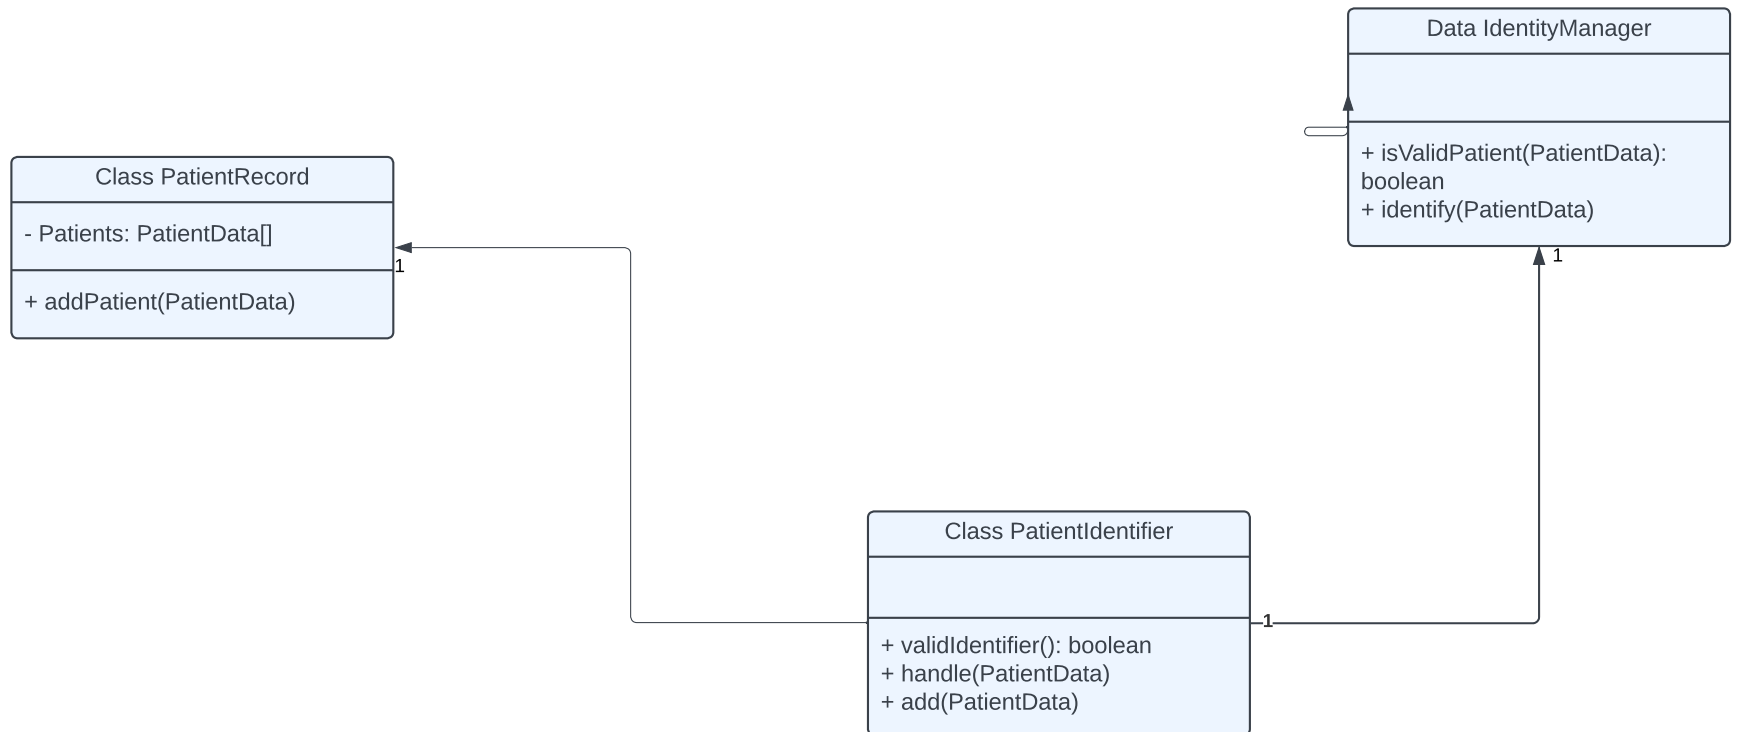 Data IdentityManager
+ isValidPatient(PatientData):
boolean
+ identify(PatientData)
1
Class PatientRecord
- Patients: PatientData[]
+ addPatient(PatientData)
1
Class PatientIdentifier
+ validIdentifier(): boolean
+ handle(PatientData)
+ add(PatientData)
1